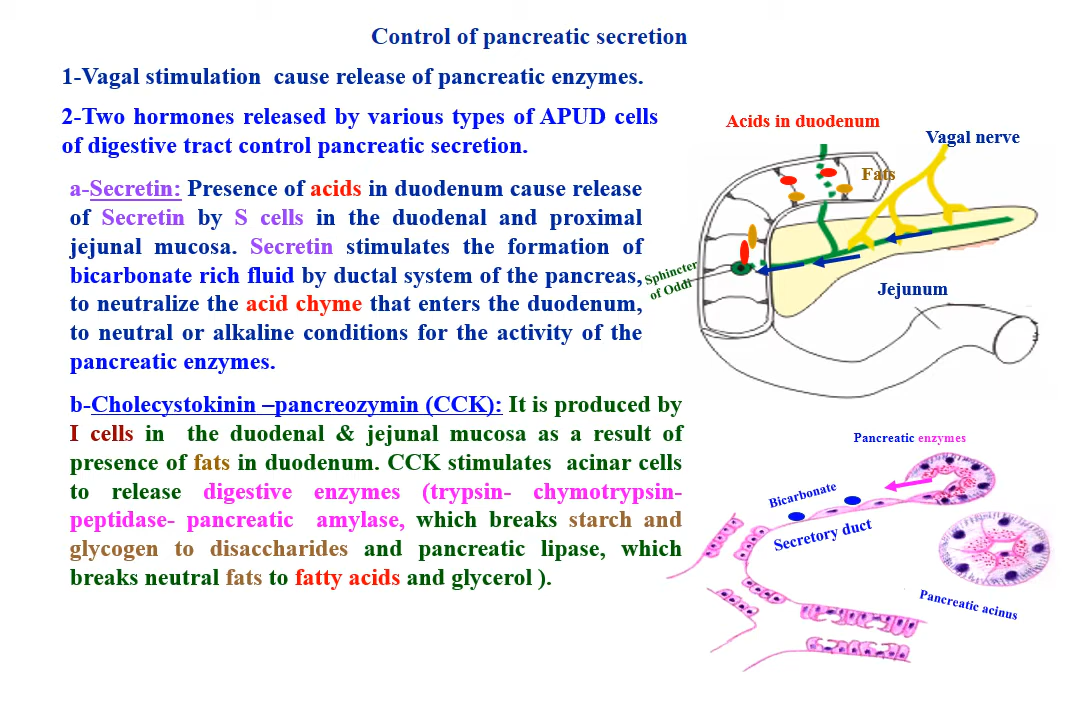 Control of pancreatic secretion
1-Vagal stimulation cause release of pancreatic enzymes.
2-Two hormones released by various types of APUD cells
of digestive tract control pancreatic secretion.
a-Secretin: Presence of acids in duodenum cause release
of Secretin by S cells in the duodenal and proximal
jejunal mucosa. Secretin stimulates the formation of
bicarbonate rich fluid by ductal system of the pancreas,
to neutralize the acid chyme that enters the duodenum,
to neutral or alkaline conditions for the activity of the
pancreatic enzymes.
b-Cholecystokinin –pancreozymin (CCK): It is produced by
I cells in the duodenal & jejunal mucosa as a result of
presence of fats in duodenum. CCK stimulates acinar cells
to release digestive enzymes (trypsin- chymotrypsin-
peptidase- pancreatic amylase, which breaks starch and
glycogen to disaccharides and pancreatic lipase, which
breaks neutral fats to fatty acids and glycerol ).
Acids in duodenum
Vagal nerve
Fats
Sphincter
of Oddi
Jejunum
Pancreatic enzymes
Bicarbonate
Secretory duct
Pancreatic acinus